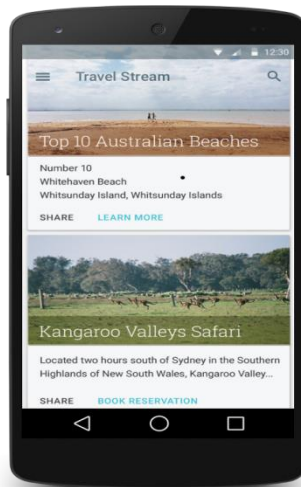 12:30
Travel Stream
Top 10 Australian Beaches
Number 10
Whitehaven Beach
Whitsunday Island, Whitsunday Islands
SHARE LEARN MORE
Kangaroo Valleys Safari
Located two hours south of Sydney in the Southern
Highlands of New South Wales, Kangaroo Valley...
SHARE BOOK RESERVATION